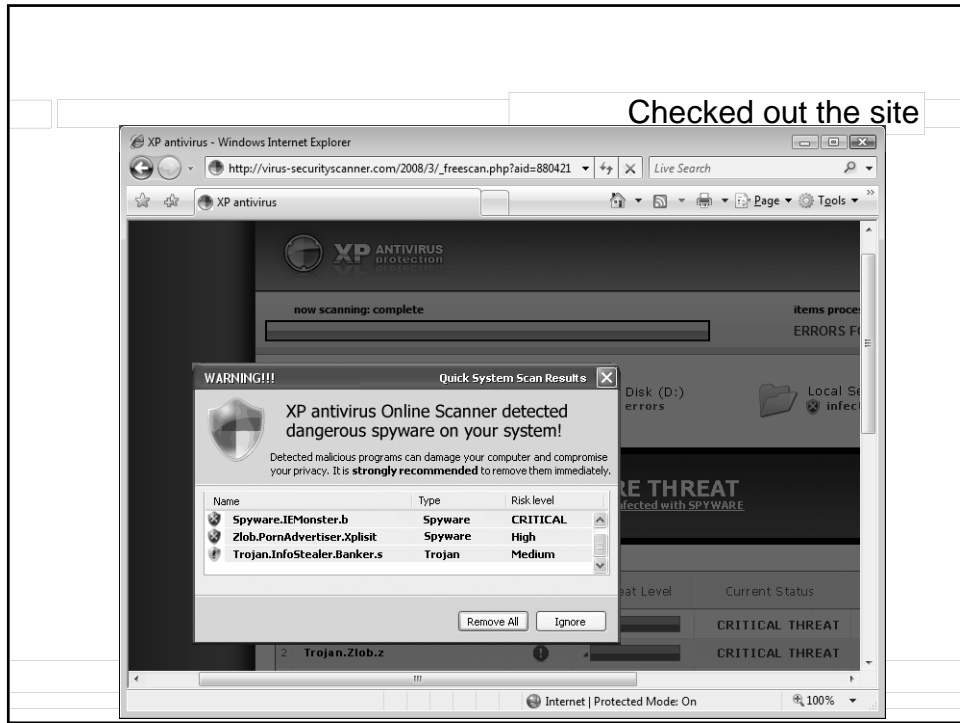 Checked out the site
XP antivirus - Windows Internet Explorer
http://virus-securityscanner.com/2008/3/_freescan.php?aid=880421
Live Search
XP antivirus
Page
Tools
XP ANTIVIRUS
protection
now scanning: complete
items proce
ERRORS F
WARNING!!!
Quick System Scan Results
Disk (D:)
errors
Local Se
infec
XP antivirus Online Scanner detected
dangerous spyware on your system!
Detected malicious programs can damage your computer and compromise
your privacy. It is strongly recommended to remove them immediately.
RE THREAT
nfected with SPYWARE
Name Type Risk level
Spyware.IEMonster.b Spyware CRITICAL
Zlob.PornAdvertiser.Xplisit Spyware High
Trojan.InfoStealer.Banker.s Trojan Medium
eat Level Current Status
Remove All Ignore
CRITICAL THREAT
2 Trojan.Zlob.z CRITICAL THREAT
Internet | Protected Mode: On 100%